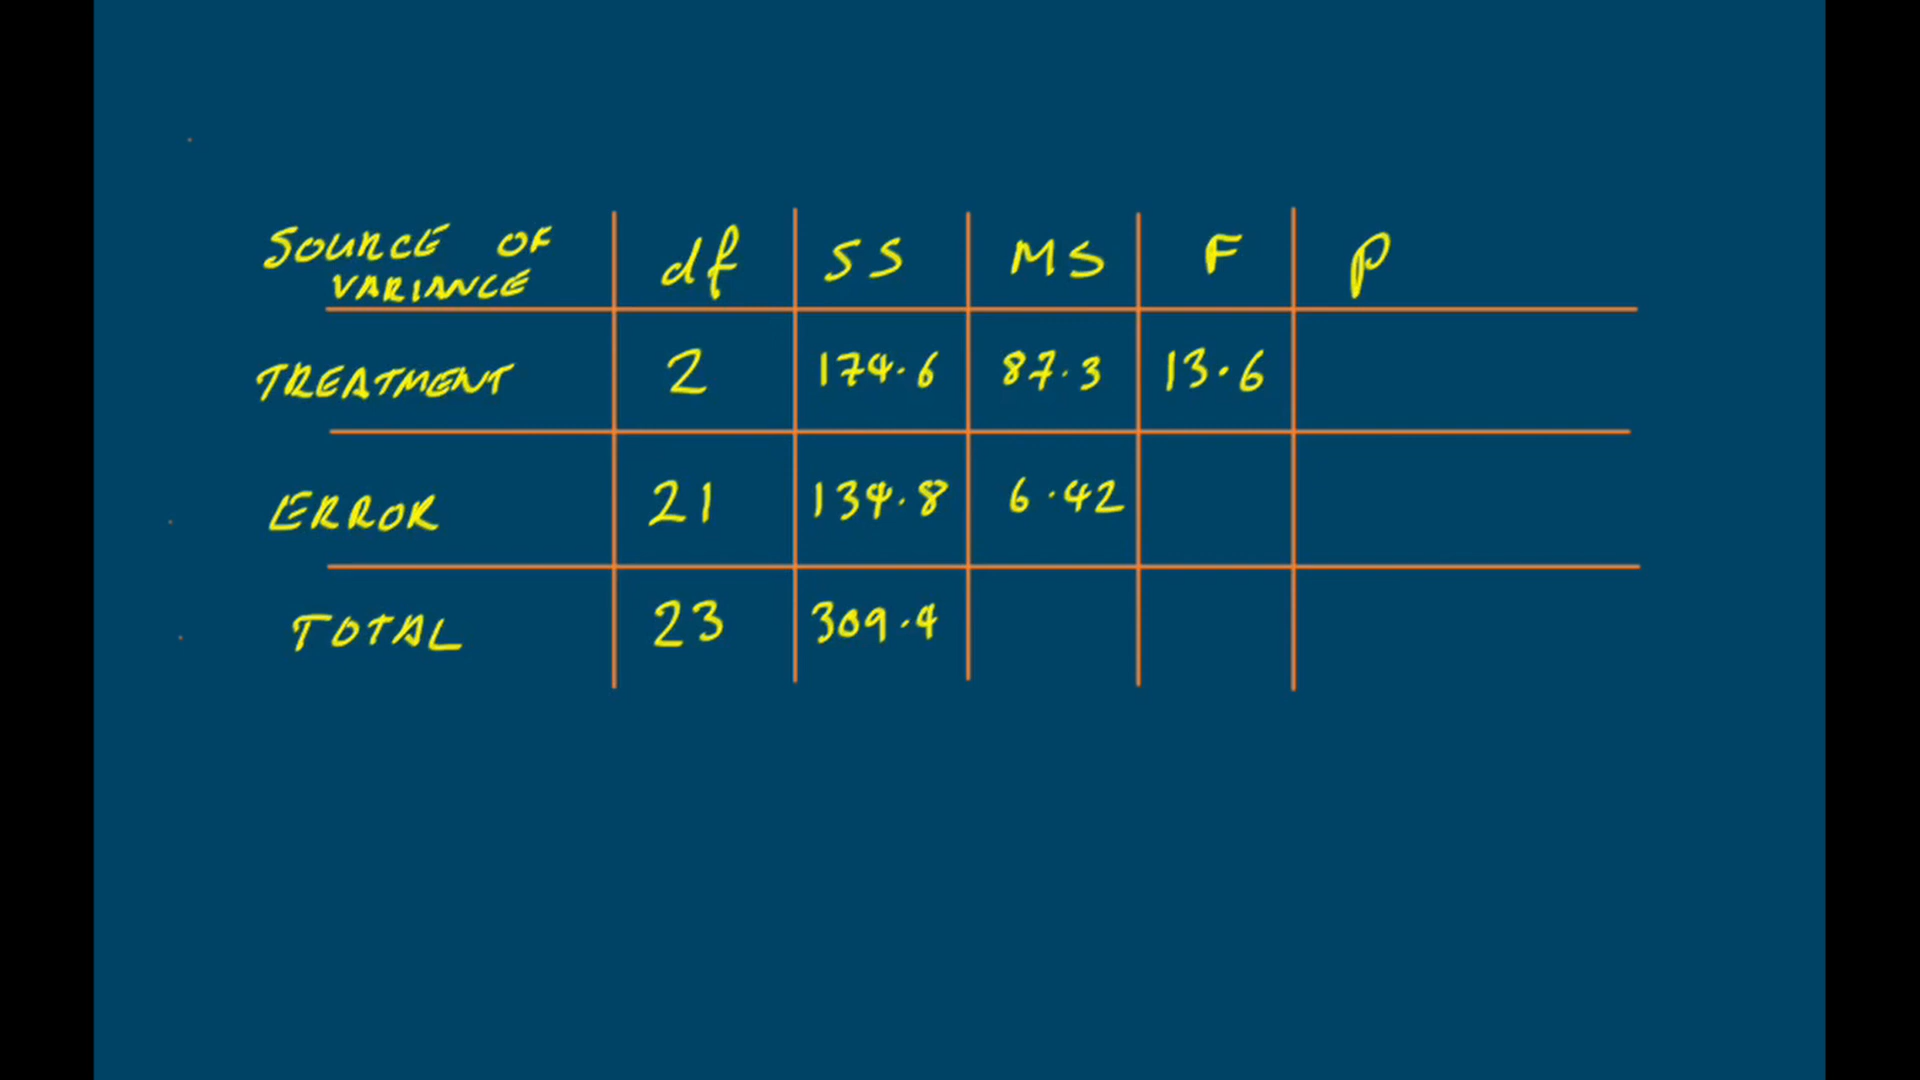 SOURCE OF
VARIANCE df SS MS F P
TREATMENT 2 174.6 87.3 13.6
ERROR 21 134.8 6.42
TOTAL 23 309.4